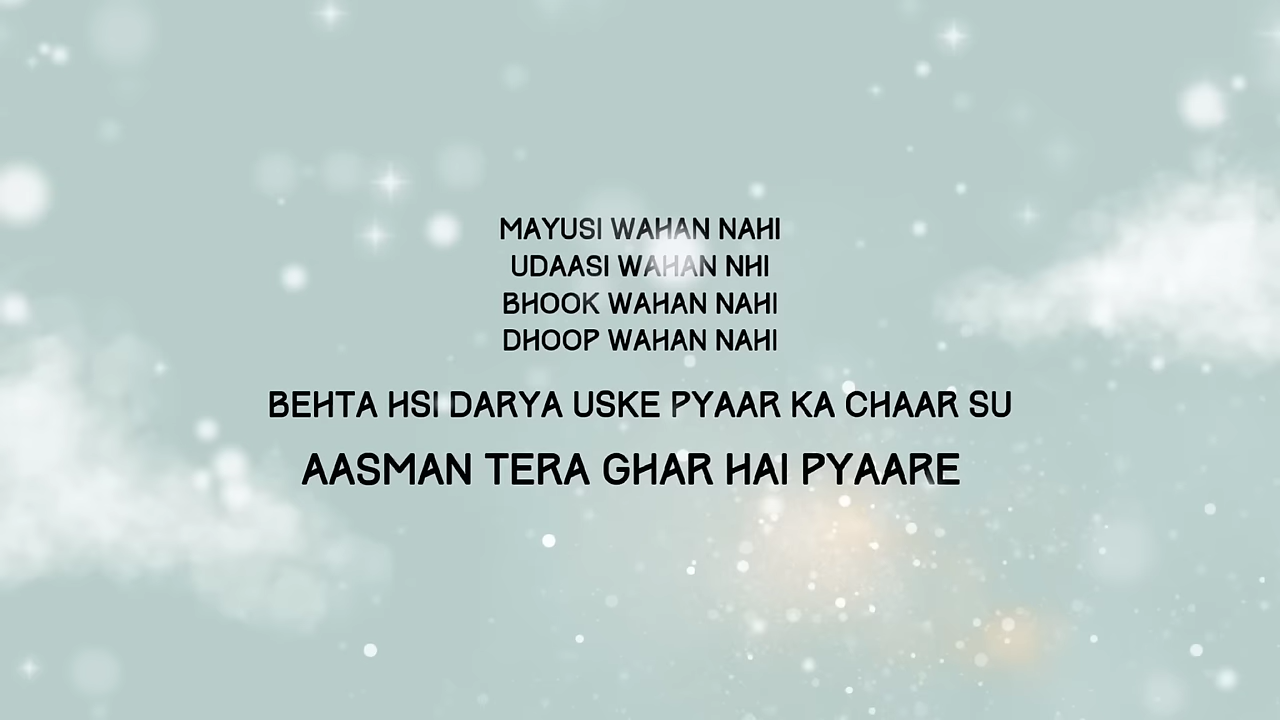 MAYUSI WAHAN NAHI
UDAASI WAHAN NHI
BHOOK WAHAN NAHI
DHOOP WAHAN NAHI
BEHTA HSI DARYA USKE PYAAR KA CHAAR SU
AASMAN TERA GHAR HAI PYAARE